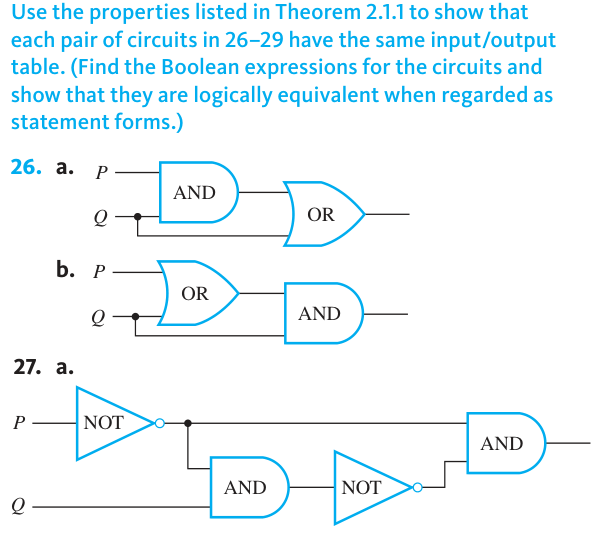 Use the properties listed in Theorem 2.1.1 to show that
each pair of circuits in 26–29 have the same input/output
table. (Find the Boolean expressions for the circuits and
show that they are logically equivalent when regarded as
statement forms.)
26. a. P
AND
Q
OR
b. P
OR
Q
AND
27. a.
P
NOT
AND
AND
NOT
Q